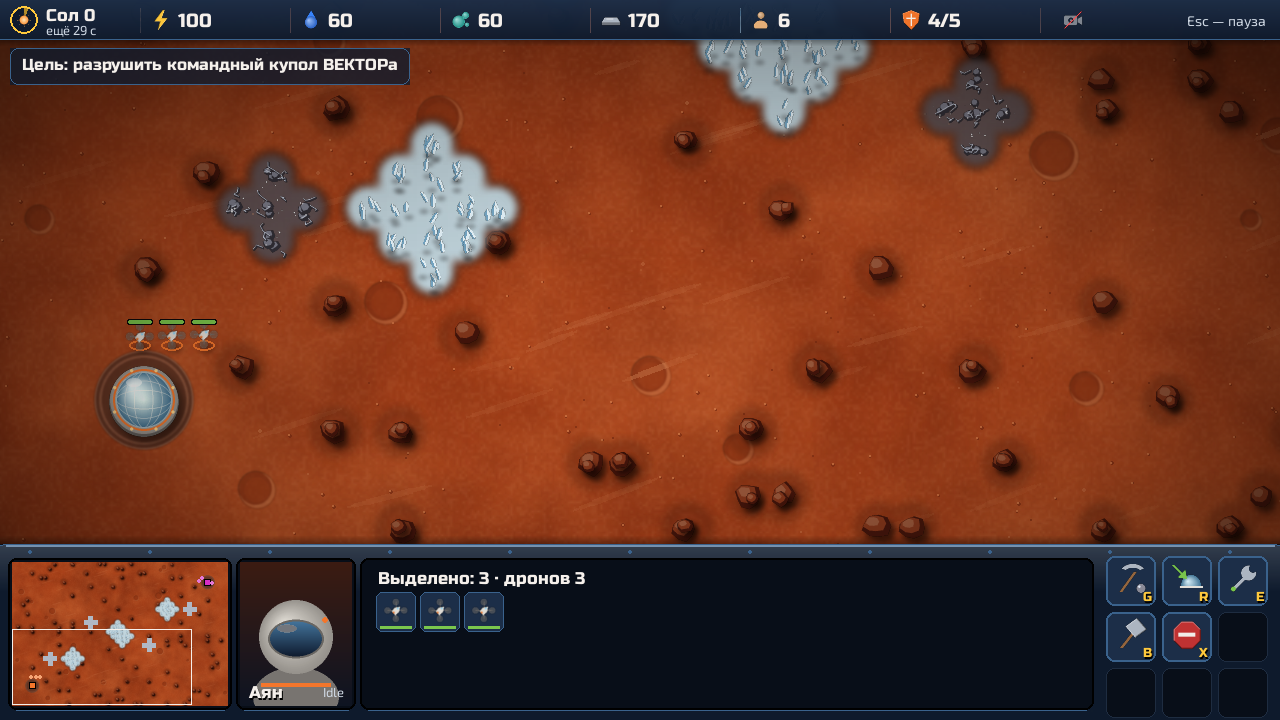 Сол 0
ещё 29 с
100
60
60
170
6
4/5
Esc — пауза
Цель: разрушить командный купол ВЕКТОРа
Выделено: 3 · дронов 3
G
R
E
B
X
Аян
Idle